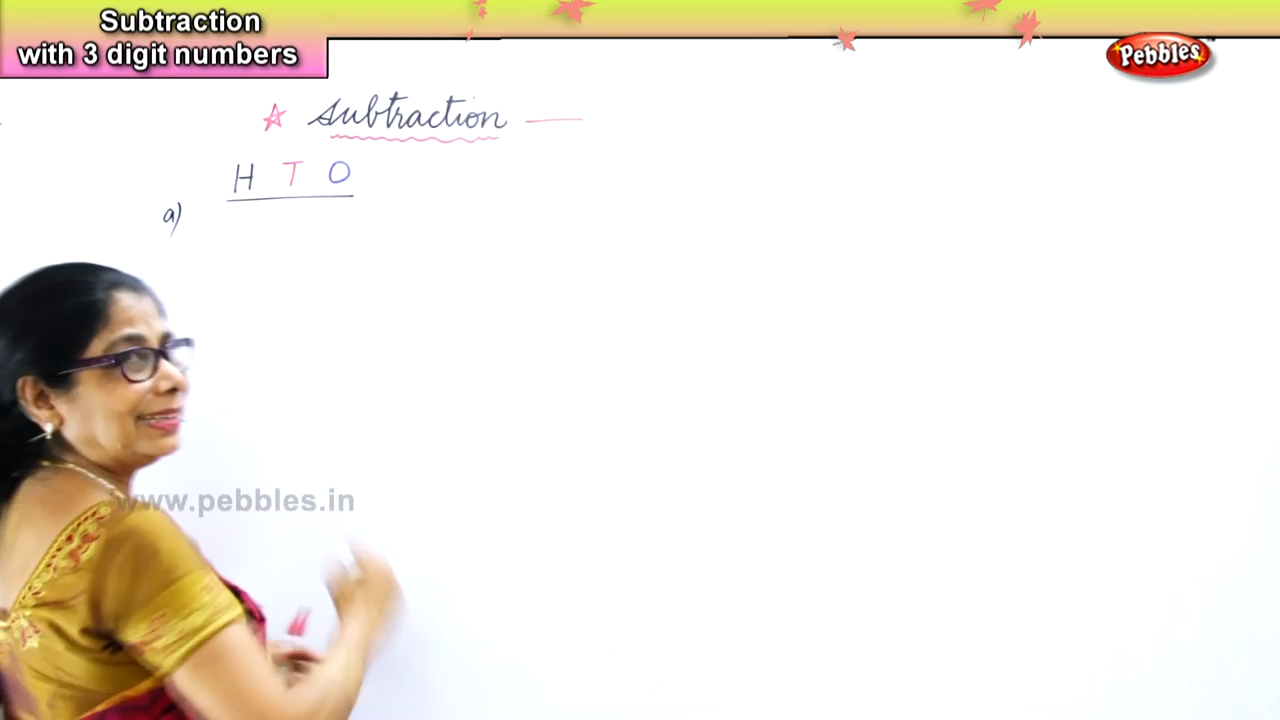 Subtraction
with 3 digit numbers
Pebbles
☆ Subtraction —
H T O
a)
www.pebbles.in